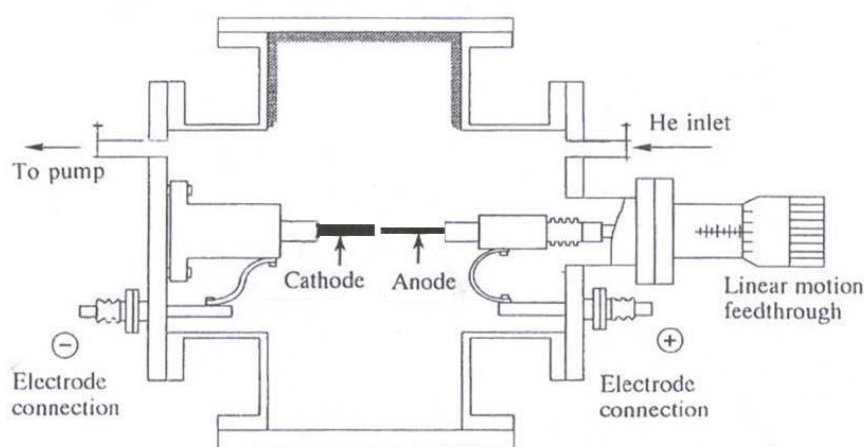 He inlet
To pump
Cathode
Anode
Linear motion
feedthrough
−
+
Electrode
connection
Electrode
connection